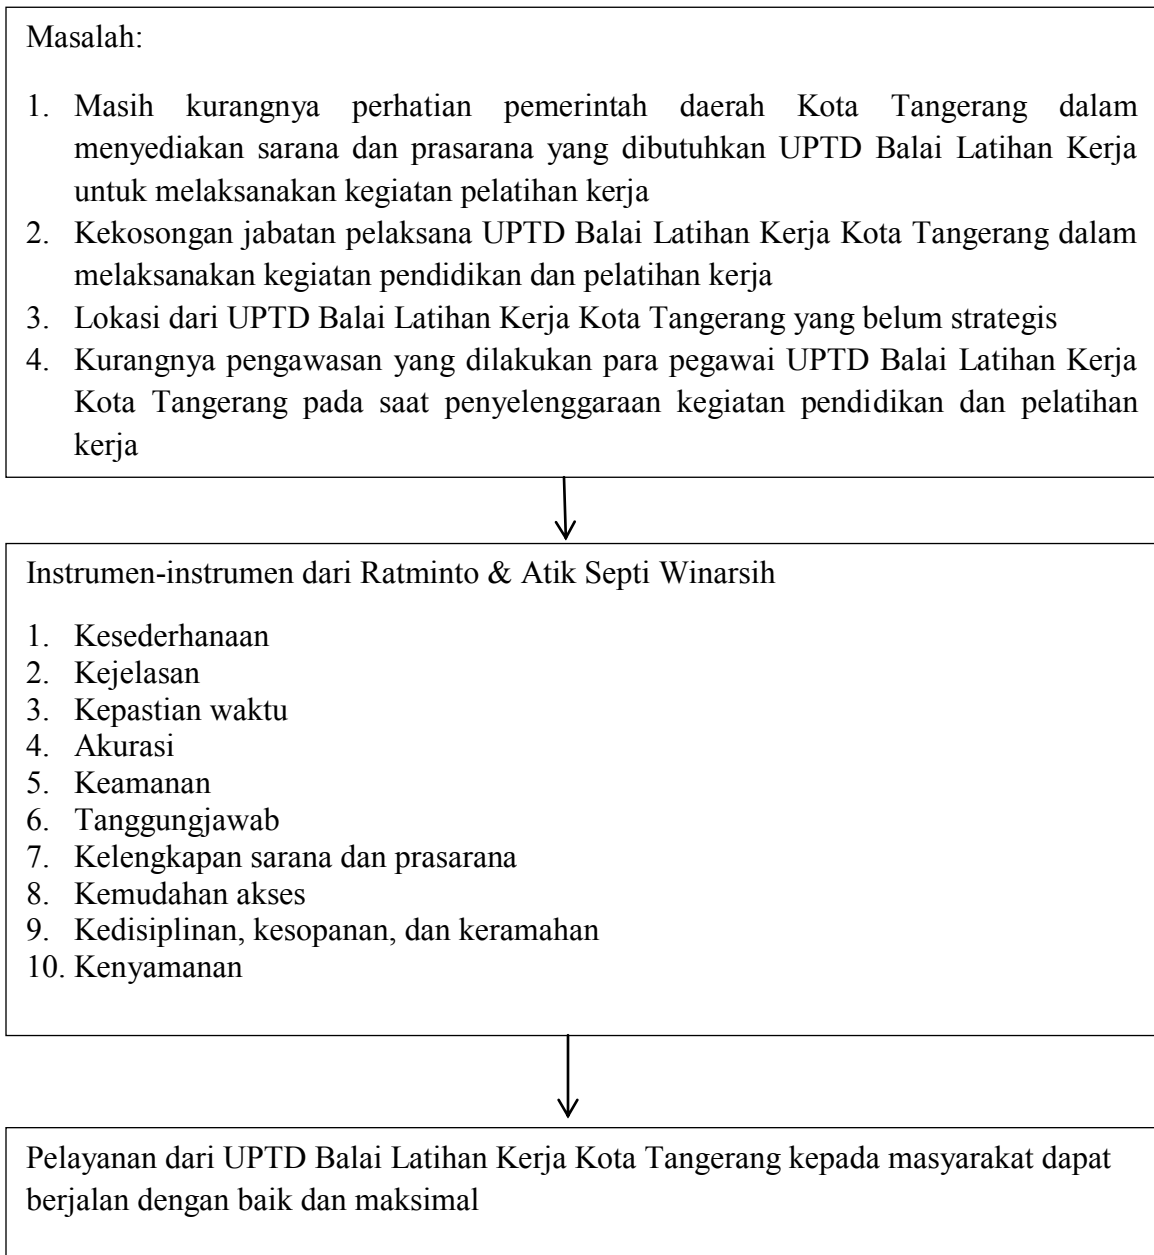 Masalah:
1. Masih kurangnya perhatian pemerintah daerah Kota Tangerang dalam
menyediakan sarana dan prasarana yang dibutuhkan UPTD Balai Latihan Kerja
untuk melaksanakan kegiatan pelatihan kerja
2. Kekosongan jabatan pelaksana UPTD Balai Latihan Kerja Kota Tangerang dalam
melaksanakan kegiatan pendidikan dan pelatihan kerja
3. Lokasi dari UPTD Balai Latihan Kerja Kota Tangerang yang belum strategis
4. Kurangnya pengawasan yang dilakukan para pegawai UPTD Balai Latihan Kerja
Kota Tangerang pada saat penyelenggaraan kegiatan pendidikan dan pelatihan
kerja
Instrumen-instrumen dari Ratminto & Atik Septi Winarsih
1. Kesederhanaan
2. Kejelasan
3. Kepastian waktu
4. Akurasi
5. Keamanan
6. Tanggungjawab
7. Kelengkapan sarana dan prasarana
8. Kemudahan akses
9. Kedisiplinan, kesopanan, dan keramahan
10. Kenyamanan
Pelayanan dari UPTD Balai Latihan Kerja Kota Tangerang kepada masyarakat dapat
berjalan dengan baik dan maksimal